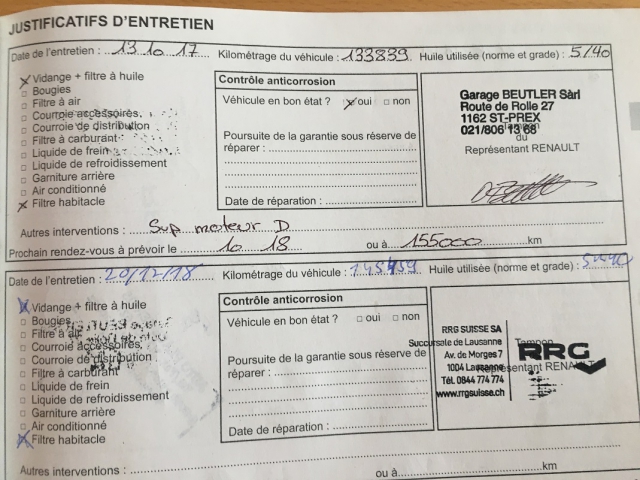 JUSTIFICATIFS D'ENTRETIEN
Date de l'entretien : 13 10 17 Kilométrage du véhicule : 133839 Huile utilisée (norme et grade) : 5/40
Vidange + filtre à huile
Bougies
Filtre à air
Courroie accessoires
Courroie de distribution
Filtre à carburant
Liquide de frein
Liquide de refroidissement
Garniture arrière
Air conditionné
Filtre habitacle
Contrôle anticorrosion
Véhicule en bon état ? x oui □ non
Poursuite de la garantie sous réserve de
réparer :
Date de réparation :
Garage BEUTLER Sàrl
Route de Rolle 27
1162 ST-PREX
021/806 13 68
Tampon
du
Représentant RENAULT
Autres interventions : Sup moteur D
Prochain rendez-vous à prévoir le 10 18 ou à 155000 km
Date de l'entretien : 20/12/18 Kilométrage du véhicule : Huile utilisée (norme et grade) : 5w40
Vidange + filtre à huile
Bougies
Filtre à air
Courroie accessoires
Courroie de distribution
Filtre à carburant
Liquide de frein
Liquide de refroidissement
Garniture arrière
Air conditionné
Filtre habitacle
Contrôle anticorrosion
Véhicule en bon état ? □ oui □ non
Poursuite de la garantie sous réserve de
réparer :
Date de réparation :
RRG SUISSE SA
Succursale de Lausanne
Av. de Morges 7
1004 Lausanne
Tél. 0844 774 774
www.rrgsuisse.ch
Tampon
RRG
Représentant RENAULT
Autres interventions :
ou à km